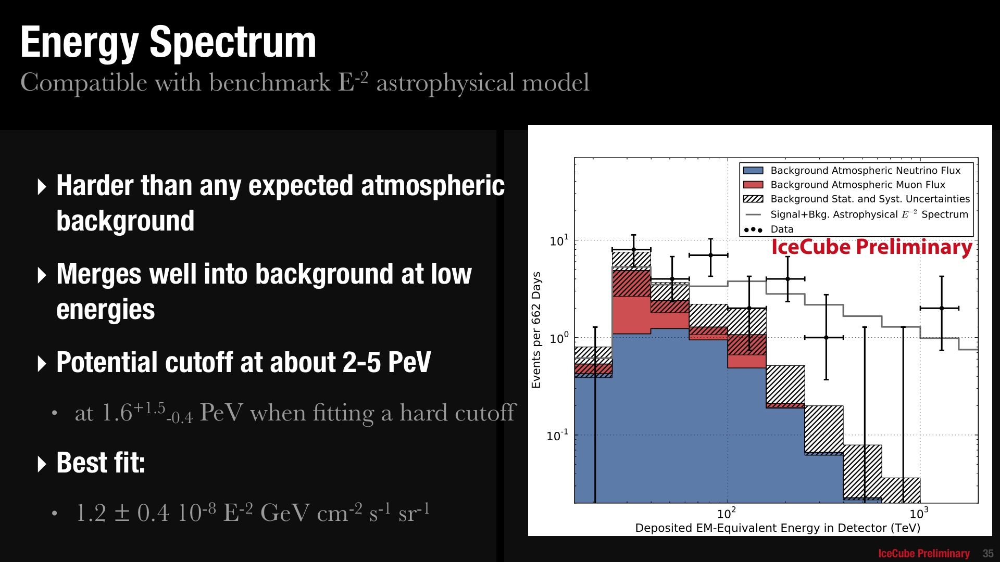 Energy Spectrum
Compatible with benchmark E⁻² astrophysical model
‣ Harder than any expected atmospheric
background
‣ Merges well into background at low
energies
‣ Potential cutoff at about 2-5 PeV
• at 1.6⁺¹·⁵₋₀.₄ PeV when fitting a hard cutoff
‣ Best fit:
• 1.2 ± 0.4 10⁻⁸ E⁻² GeV cm⁻² s⁻¹ sr⁻¹
Background Atmospheric Neutrino Flux
Background Atmospheric Muon Flux
Background Stat. and Syst. Uncertainties
Signal+Bkg. Astrophysical E⁻² Spectrum
Data
IceCube Preliminary
Events per 662 Days
10¹
10⁰
10⁻¹
10² 10³
Deposited EM-Equivalent Energy in Detector (TeV)
IceCube Preliminary 35